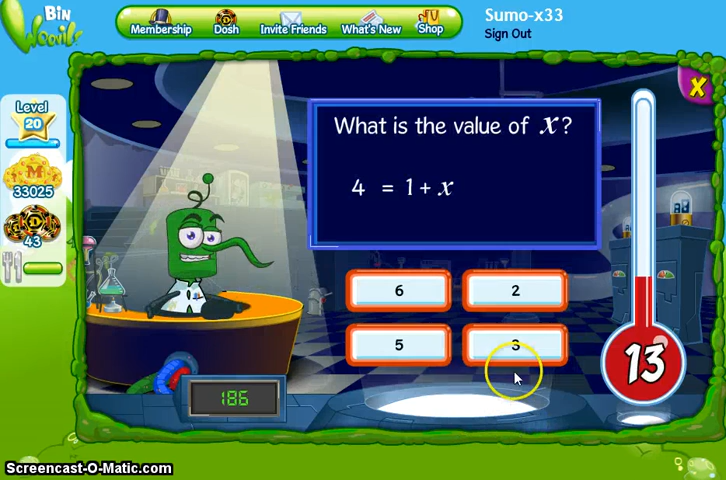 Bin
Weevils
Membership
Dosh
Invite Friends
What's New
Shop
Sumo-x33
Sign Out
Level
20
M
33025
43
X
What is the value of x?
4 = 1 + x
6
2
5
3
13
186
Screencast-O-Matic.com